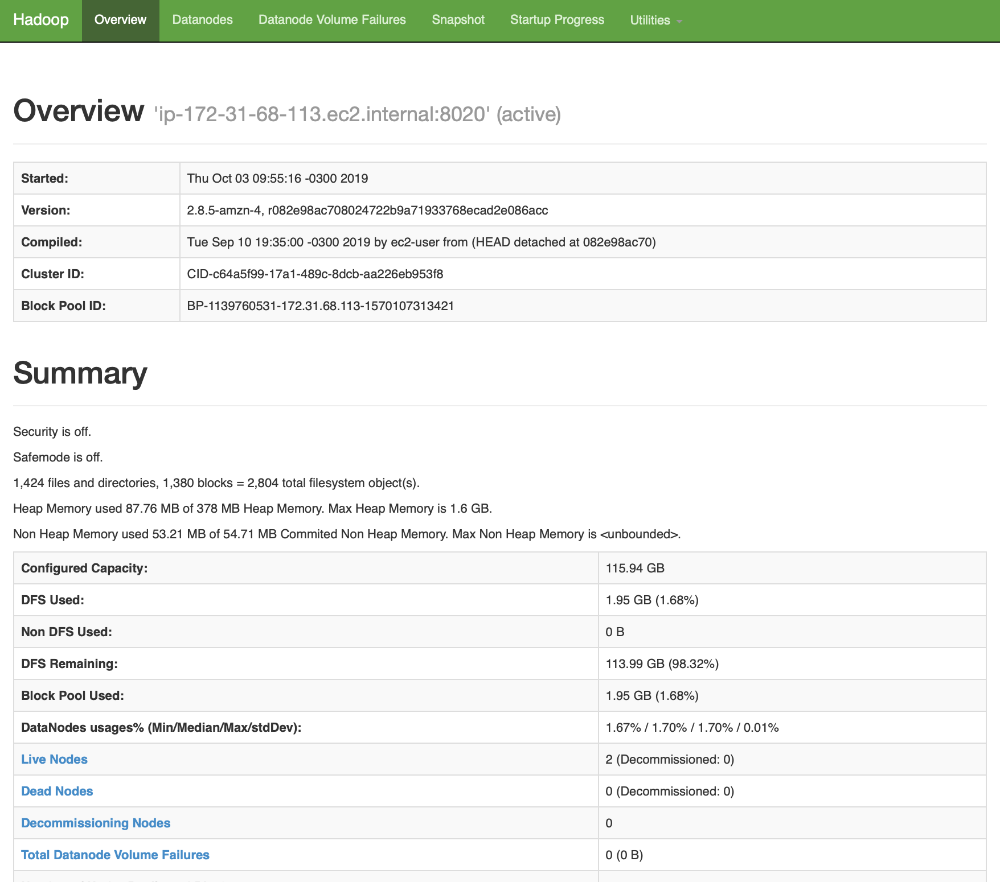 Hadoop Overview Datanodes Datanode Volume Failures Snapshot Startup Progress Utilities
Overview 'ip-172-31-68-113.ec2.internal:8020' (active)
Started: Thu Oct 03 09:55:16 -0300 2019
Version: 2.8.5-amzn-4, r082e98ac708024722b9a71933768ecad2e086acc
Compiled: Tue Sep 10 19:35:00 -0300 2019 by ec2-user from (HEAD detached at 082e98ac70)
Cluster ID: CID-c64a5f99-17a1-489c-8dcb-aa226eb953f8
Block Pool ID: BP-1139760531-172.31.68.113-1570107313421
Summary
Security is off.
Safemode is off.
1,424 files and directories, 1,380 blocks = 2,804 total filesystem object(s).
Heap Memory used 87.76 MB of 378 MB Heap Memory. Max Heap Memory is 1.6 GB.
Non Heap Memory used 53.21 MB of 54.71 MB Commited Non Heap Memory. Max Non Heap Memory is <unbounded>.
Configured Capacity: 115.94 GB
DFS Used: 1.95 GB (1.68%)
Non DFS Used: 0 B
DFS Remaining: 113.99 GB (98.32%)
Block Pool Used: 1.95 GB (1.68%)
DataNodes usages% (Min/Median/Max/stdDev): 1.67% / 1.70% / 1.70% / 0.01%
Live Nodes 2 (Decommissioned: 0)
Dead Nodes 0 (Decommissioned: 0)
Decommissioning Nodes 0
Total Datanode Volume Failures 0 (0 B)